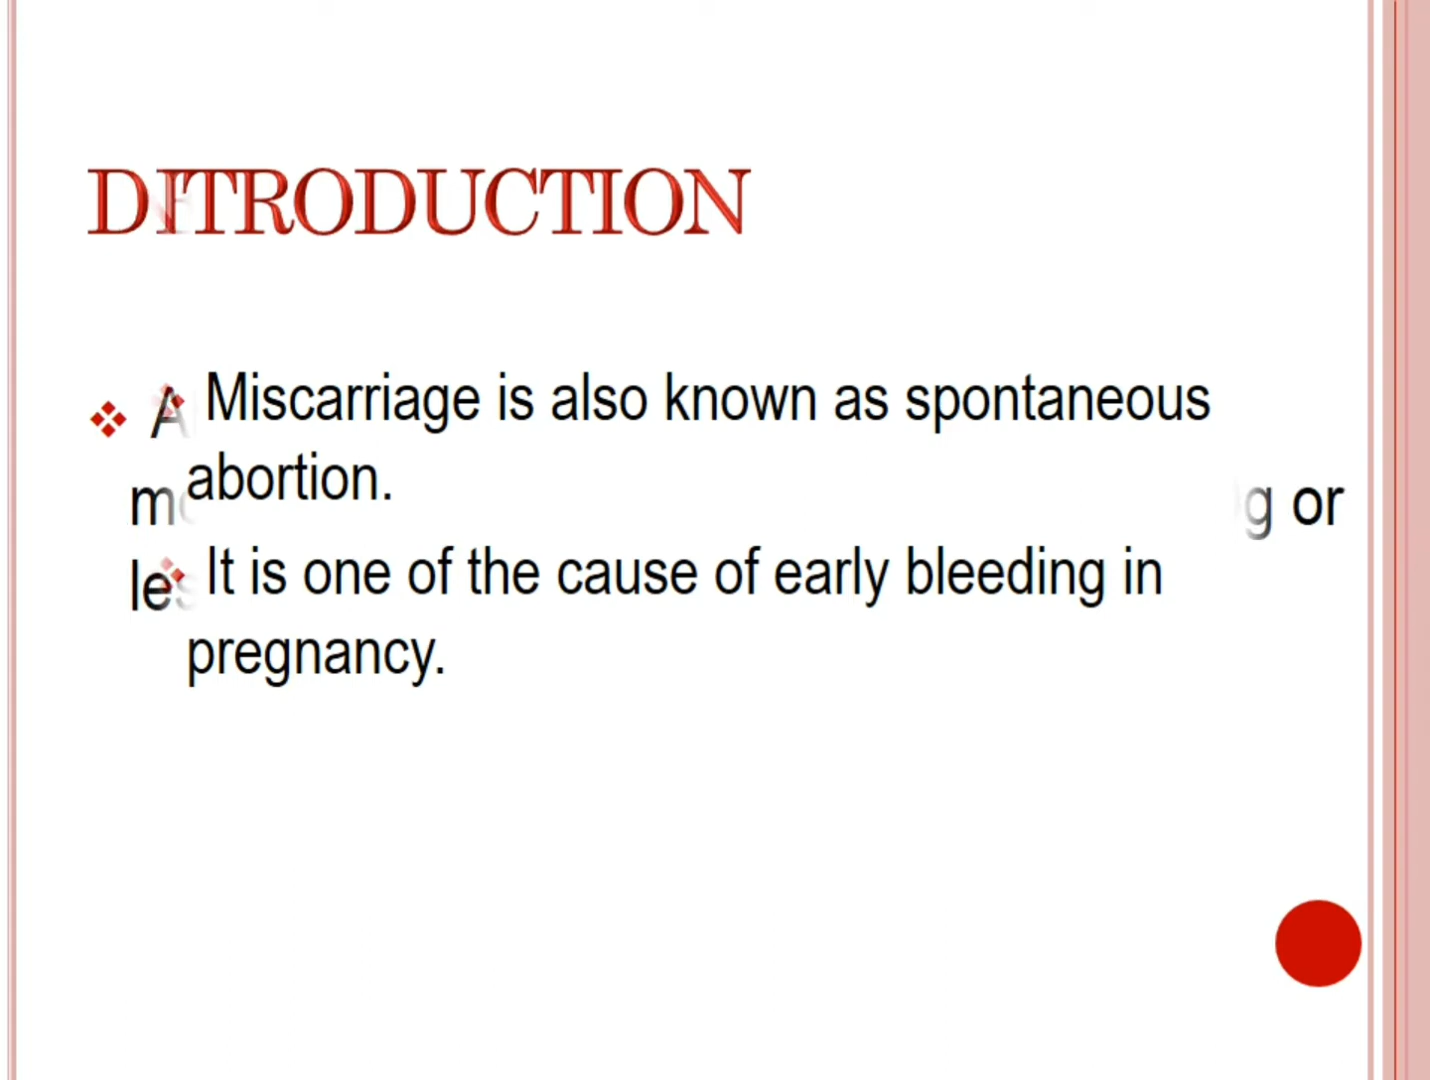 DITRODUCTION
A Miscarriage is also known as spontaneous
abortion.
g or
It is one of the cause of early bleeding in
pregnancy.